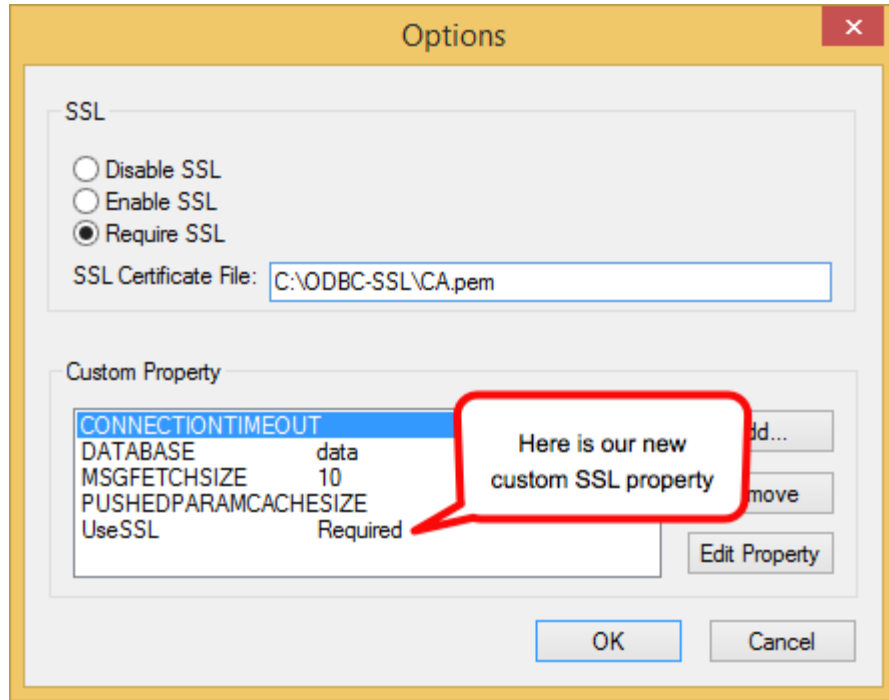 Options
SSL
Disable SSL
Enable SSL
Require SSL
SSL Certificate File: C:\ODBC-SSL\CA.pem
Custom Property
CONNECTIONTIMEOUT
DATABASE data
MSGFETCHSIZE 10
PUSHEDPARAMCACHESIZE
UseSSL Required
Here is our new
custom SSL property
Edit Property
OK Cancel